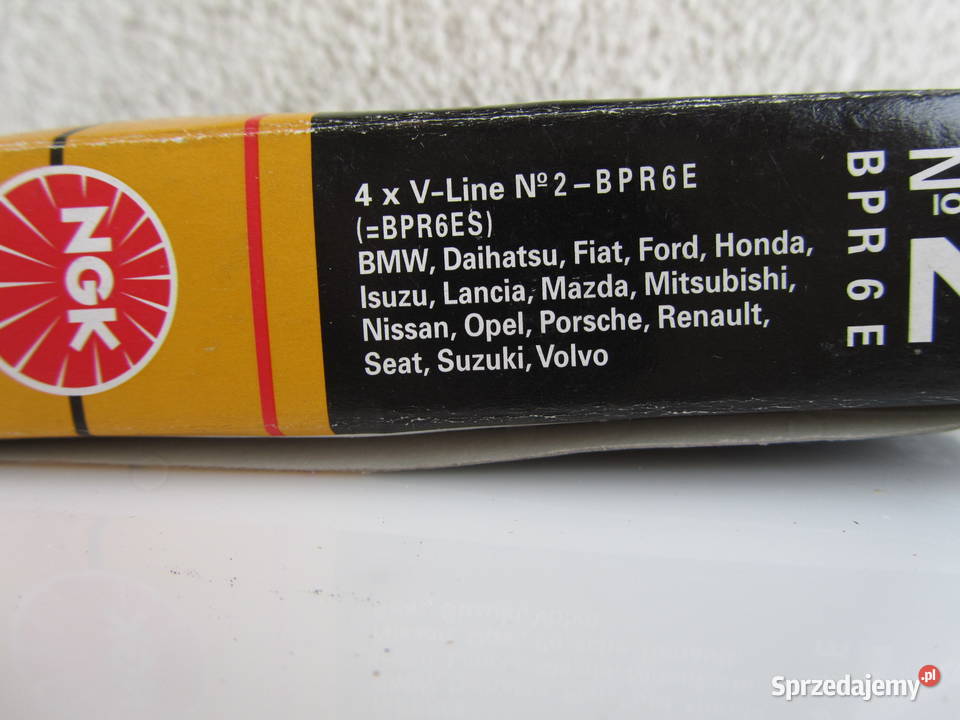 NGK
4 x V-Line Nº 2 – BPR6E
(=BPR6ES)
BMW, Daihatsu, Fiat, Ford, Honda,
Isuzu, Lancia, Mazda, Mitsubishi,
Nissan, Opel, Porsche, Renault,
Seat, Suzuki, Volvo
Nº 2
BPR6E
Sprzedajemy.pl